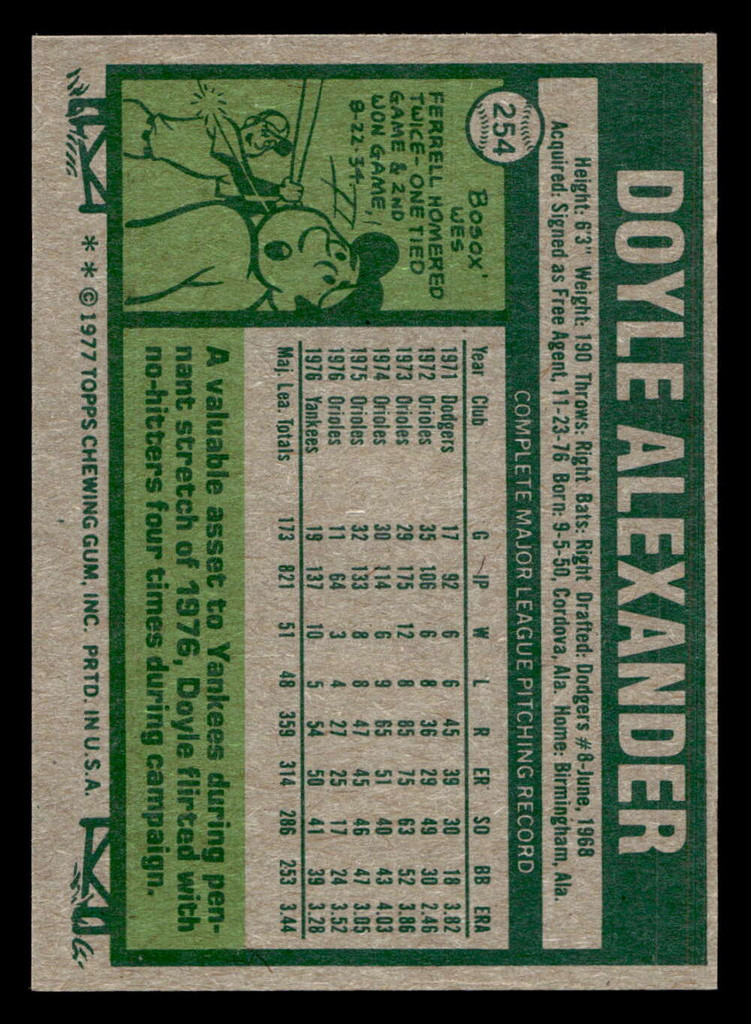 254
DOYLE ALEXANDER
Height: 6'3" Weight: 190 Throws: Right Bats: Right Drafted: Dodgers #8-June, 1968
Acquired: Signed as Free Agent, 11-23-76 Born: 9-5-50, Cordova, Ala. Home: Birmingham, Ala.
COMPLETE MAJOR LEAGUE PITCHING RECORD
Year Club G IP W L R ER SO BB ERA
1971 Dodgers 17 92 6 6 45 39 30 18 3.82
1972 Orioles 35 106 6 8 36 29 49 30 2.46
1973 Orioles 29 175 12 8 85 75 63 52 3.86
1974 Orioles 30 114 6 9 65 51 40 43 4.03
1975 Orioles 32 133 8 8 47 45 46 47 3.05
1976 Orioles 11 64 3 4 27 25 17 24 3.52
1976 Yankees 19 137 10 5 54 50 41 39 3.28
Maj. Lea. Totals 173 821 51 48 359 314 286 253 3.44
BOSOX'
WES
FERRELL HOMERED
TWICE-ONE TIED
GAME & 2ND
WON GAME,
8-22-34.
A valuable asset to Yankees during pen-
nant stretch of 1976, Doyle flirted with
no-hitters four times during campaign.
* * © 1977 TOPPS CHEWING GUM, INC. PRTD. IN U.S.A.